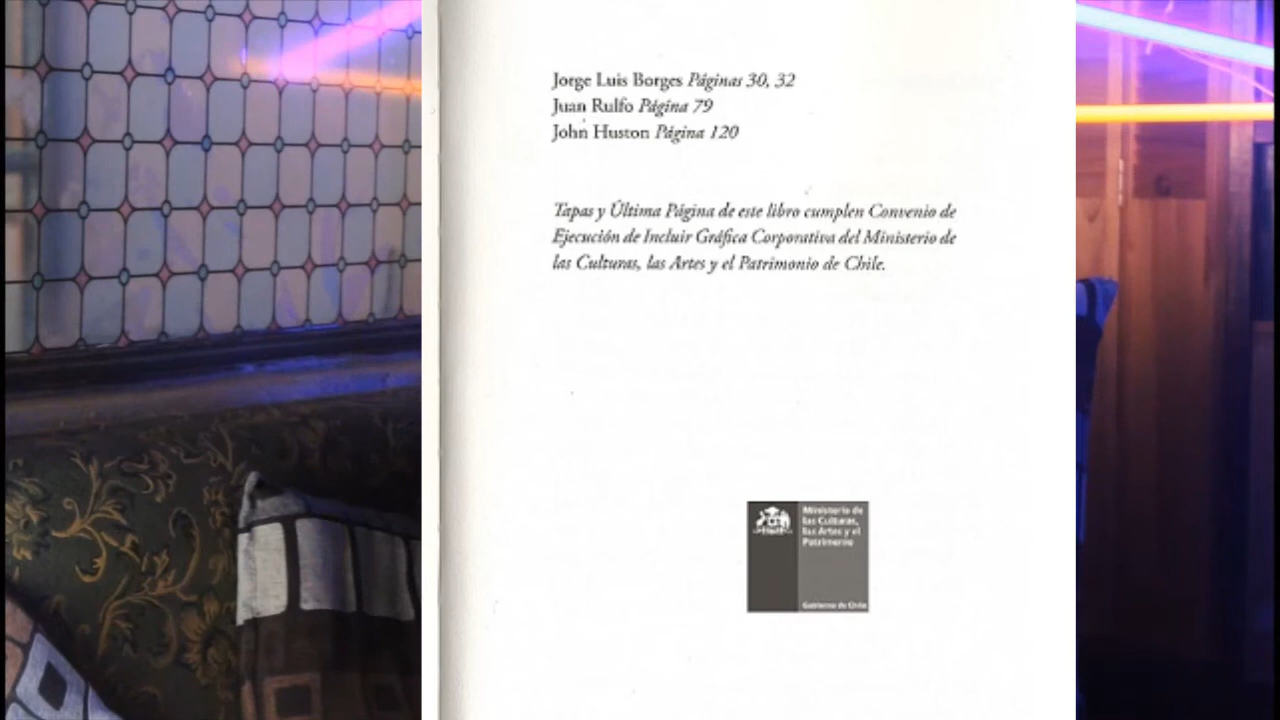 Jorge Luis Borges Páginas 30, 32
Juan Rulfo Página 79
John Huston Página 120
Tapas y Última Página de este libro cumplen Convenio de
Ejecución de Incluir Gráfica Corporativa del Ministerio de
las Culturas, las Artes y el Patrimonio de Chile.
Ministerio de
las Culturas,
las Artes y el
Patrimonio
Gobierno de Chile